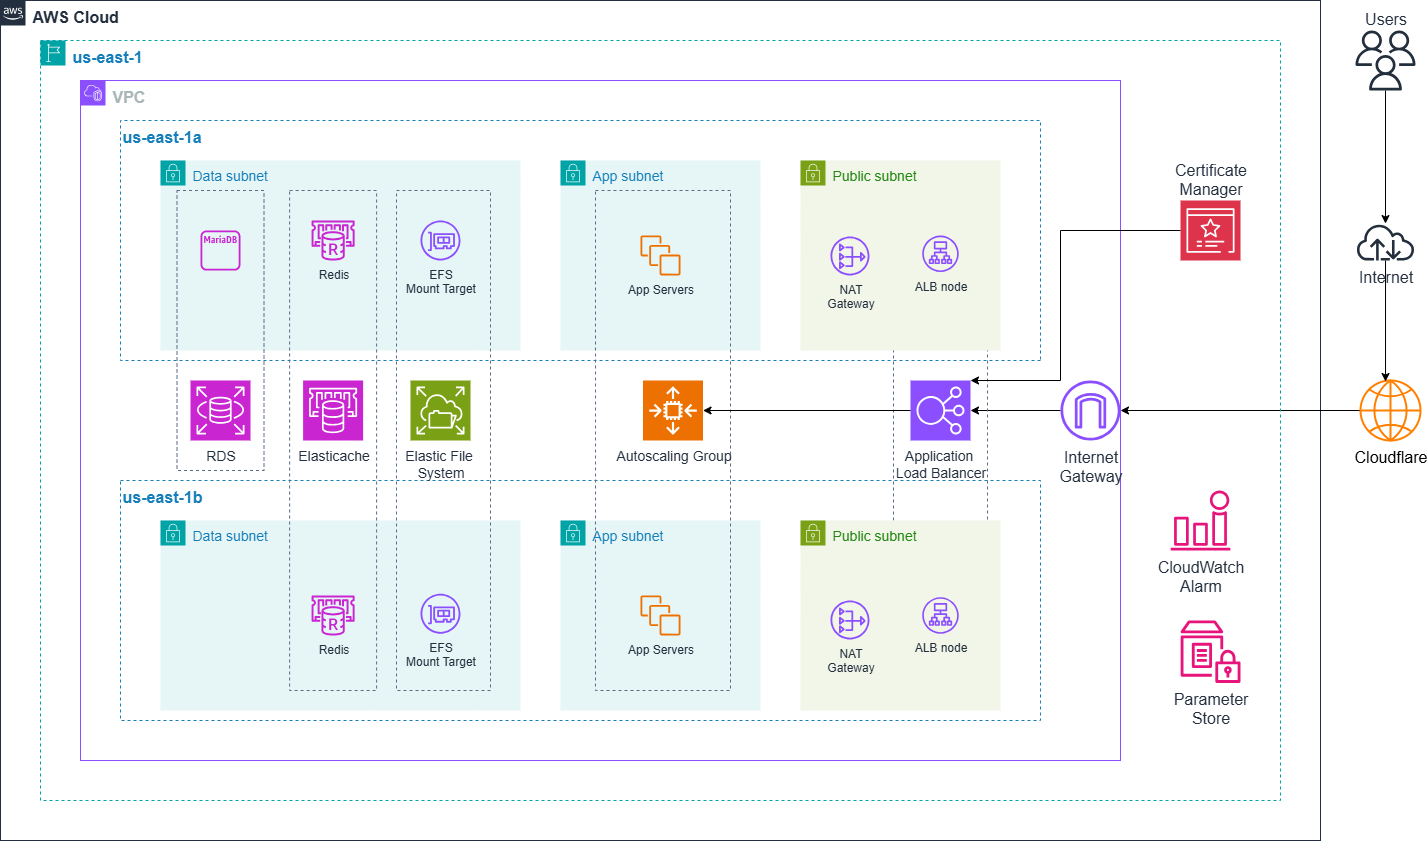 aws
AWS Cloud
Users
us-east-1
VPC
us-east-1a
Data subnet
App subnet
Public subnet
Certificate
Manager
MariaDB
R
Redis
EFS
Mount Target
App Servers
NAT
Gateway
ALB node
Internet
RDS
Elasticache
Elastic File
System
Autoscaling Group
Application
Load Balancer
Internet
Gateway
Cloudflare
us-east-1b
Data subnet
App subnet
Public subnet
CloudWatch
Alarm
R
Redis
EFS
Mount Target
App Servers
NAT
Gateway
ALB node
Parameter
Store